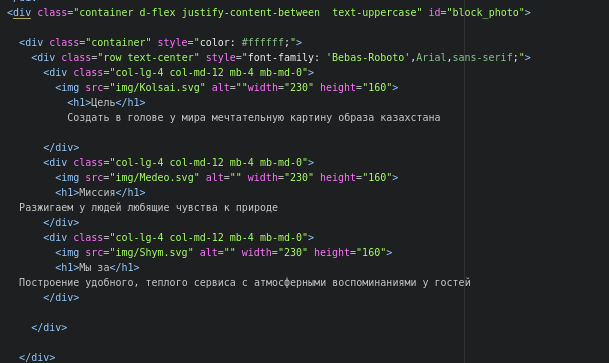 <div class="container d-flex justify-content-between  text-uppercase" id="block_photo">
<div class="container" style="color: #ffffff;">
<div class="row text-center" style="font-family: 'Bebas-Roboto',Arial,sans-serif;">
<div class="col-lg-4 col-md-12 mb-4 mb-md-0">
<img src="img/Kolsai.svg" alt=""width="230" height="160">
<h1>Цель</h1>
Создать в голове у мира мечтательную картину образа казахстана
</div>
<div class="col-lg-4 col-md-12 mb-4 mb-md-0">
<img src="img/Medeo.svg" alt="" width="230" height="160">
<h1>Миссия</h1>
Разжигаем у людей любящие чувства к природе
</div>
<div class="col-lg-4 col-md-12 mb-4 mb-md-0">
<img src="img/Shym.svg" alt="" width="230" height="160">
<h1>Мы за</h1>
Построение удобного, теплого сервиса с атмосферными воспоминаниями у гостей
</div>
</div>
</div>